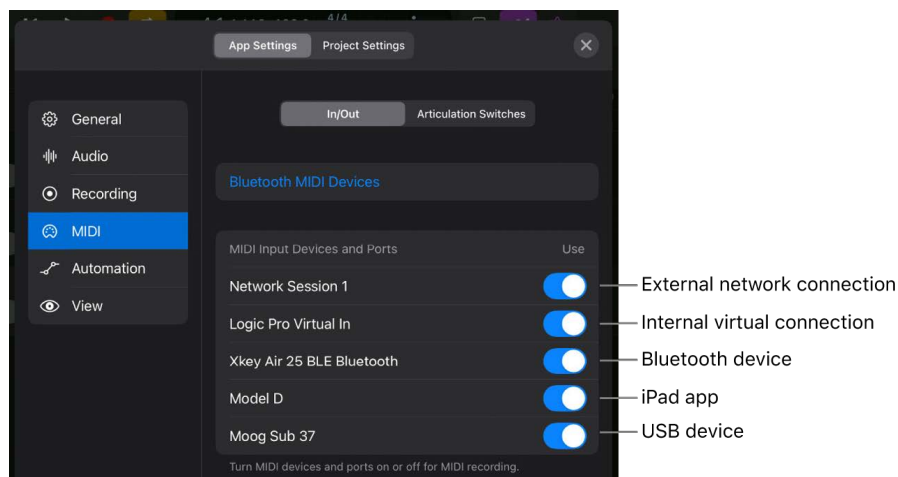 4/4
App Settings Project Settings
In/Out Articulation Switches
General
Audio
Recording
MIDI
Automation
View
Bluetooth MIDI Devices
MIDI Input Devices and Ports Use
Network Session 1 External network connection
Logic Pro Virtual In Internal virtual connection
Xkey Air 25 BLE Bluetooth Bluetooth device
Model D iPad app
Moog Sub 37 USB device
Turn MIDI devices and ports on or off for MIDI recording.